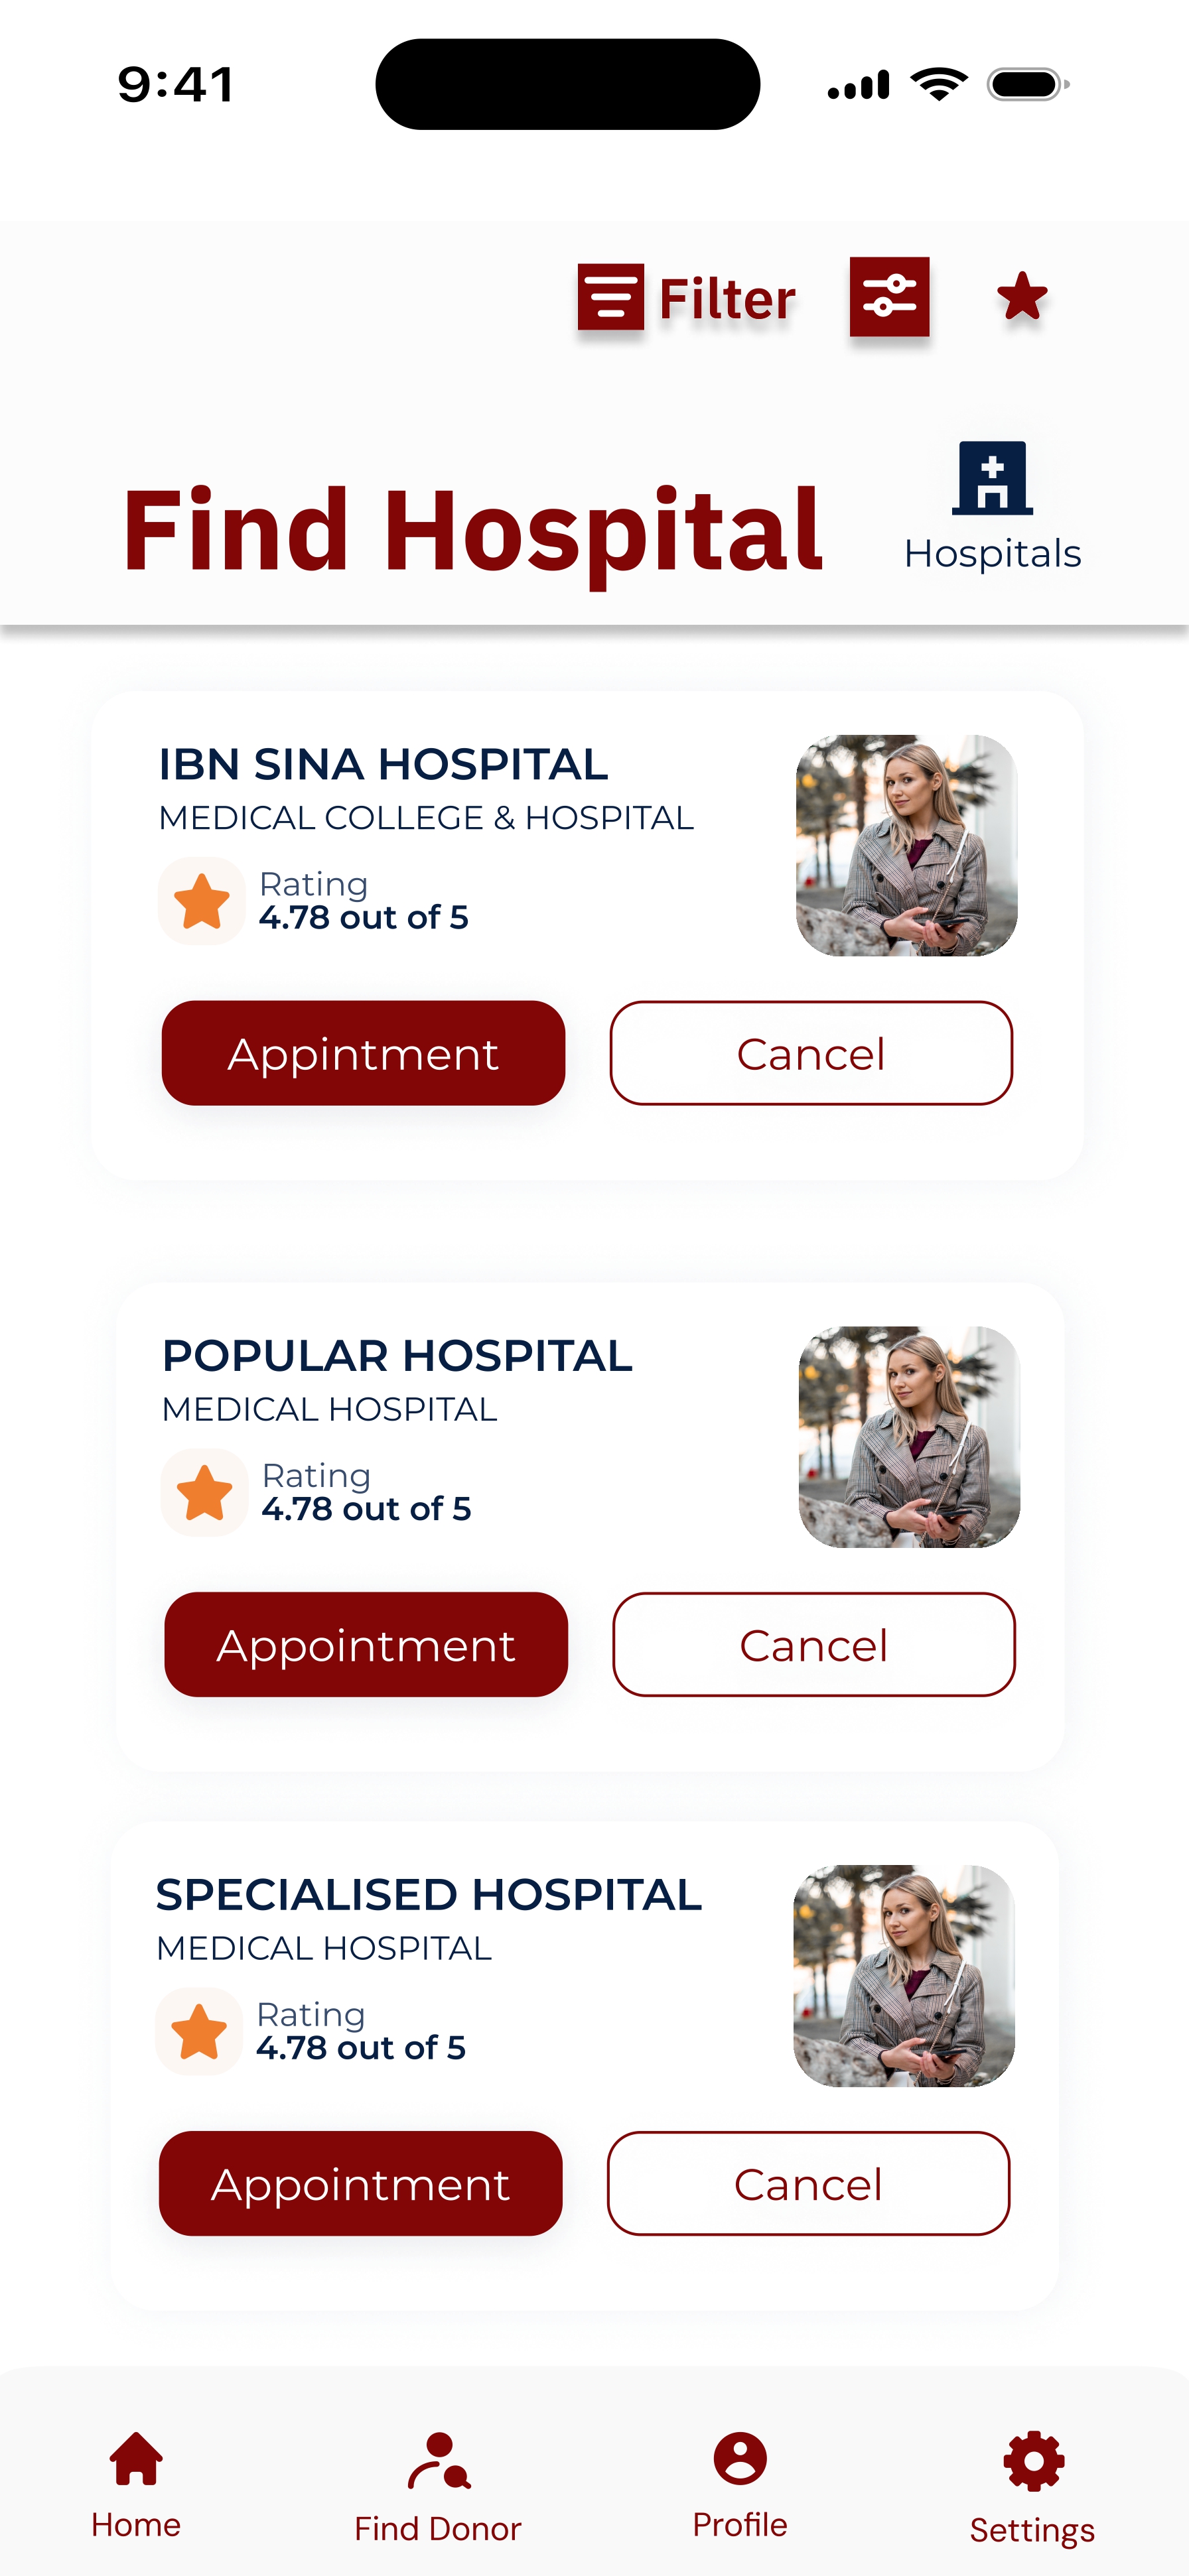 9:41
Filter
Find Hospital
Hospitals
IBN SINA HOSPITAL
MEDICAL COLLEGE & HOSPITAL
Rating
4.78 out of 5
Appintment
Cancel
POPULAR HOSPITAL
MEDICAL HOSPITAL
Rating
4.78 out of 5
Appointment
Cancel
SPECIALISED HOSPITAL
MEDICAL HOSPITAL
Rating
4.78 out of 5
Appointment
Cancel
Home
Find Donor
Profile
Settings